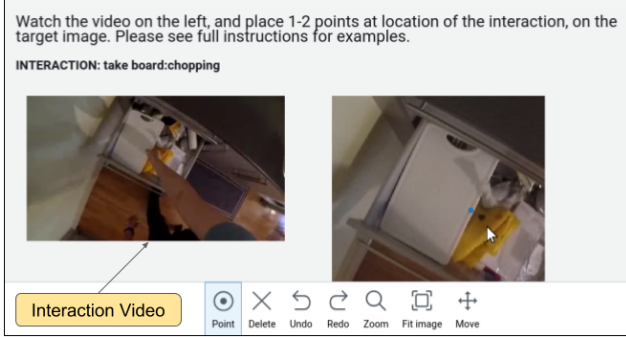 Watch the video on the left, and place 1-2 points at location of the interaction, on the
target image. Please see full instructions for examples.
INTERACTION: take board:chopping
Interaction Video
Point Delete Undo Redo Zoom Fit image Move